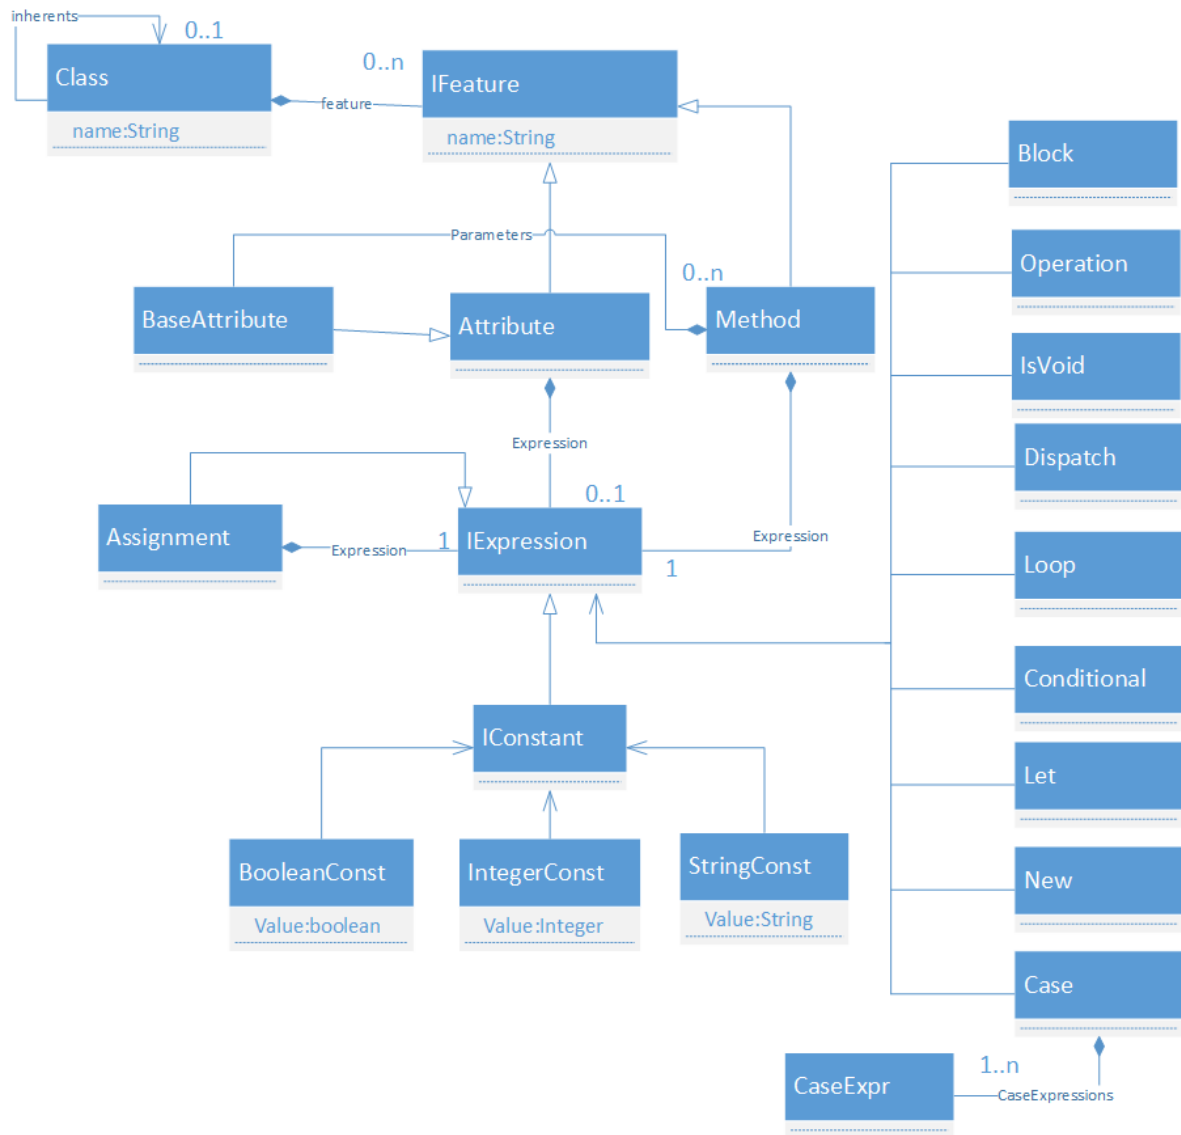 inherents
0..1
Class
name:String
feature
0..n
IFeature
name:String
Block
Parameters
Operation
0..n
BaseAttribute
Attribute
Method
IsVoid
Dispatch
Expression
0..1
Assignment
Expression
1
IExpression
Expression
1
Loop
Conditional
IConstant
Let
BooleanConst
Value:boolean
IntegerConst
Value:Integer
StringConst
Value:String
New
Case
CaseExpr
1..n
CaseExpressions